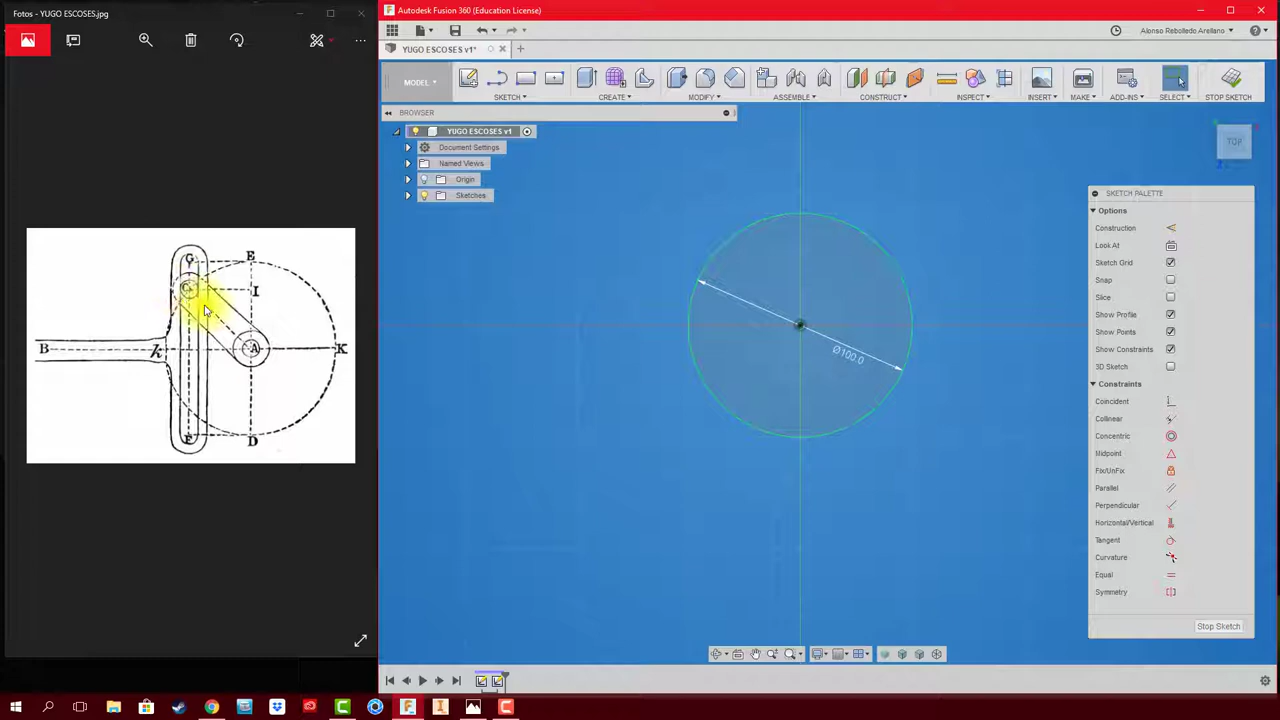 Fotos - YUGO ESCOSES.jpg
G
E
C
I
B
h
A
K
F
D
Autodesk Fusion 360 (Education License)
Alonso Rebolledo Arellano
YUGO ESCOSES v1*
MODEL
SKETCH
CREATE
MODIFY
ASSEMBLE
CONSTRUCT
INSPECT
INSERT
MAKE
ADD-INS
SELECT
STOP SKETCH
BROWSER
YUGO ESCOSES v1
Document Settings
Named Views
Origin
Sketches
TOP
Ø100.0
SKETCH PALETTE
Options
Construction
Look At
Sketch Grid
Snap
Slice
Show Profile
Show Points
Show Constraints
3D Sketch
Constraints
Coincident
Collinear
Concentric
Midpoint
Fix/UnFix
Parallel
Perpendicular
Horizontal/Vertical
Tangent
Curvature
Equal
Symmetry
Stop Sketch